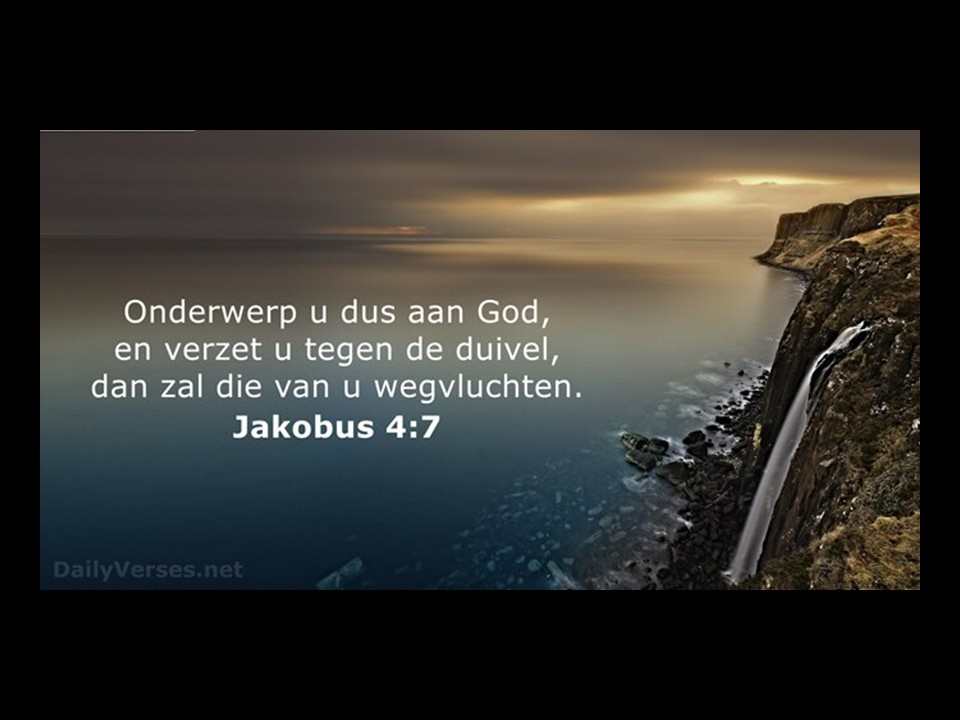 Onderwerp u dus aan God,
en verzet u tegen de duivel,
dan zal die van u wegvluchten.
Jakobus 4:7
DailyVerses.net